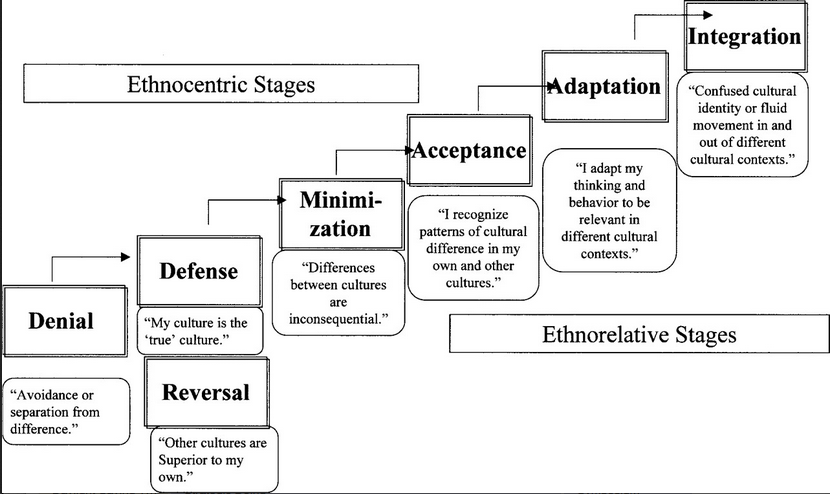 Ethnocentric Stages
Denial
“Avoidance or
separation from
difference.”
Defense
“My culture is the
‘true’ culture.”
Reversal
“Other cultures are
Superior to my
own.”
Minimi-
zation
“Differences
between cultures
are
inconsequential.”
Acceptance
“I recognize
patterns of cultural
difference in my
own and other
cultures.”
Adaptation
“I adapt my
thinking and
behavior to be
relevant in
different cultural
contexts.”
Integration
“Confused cultural
identity or fluid
movement in and
out of different
cultural contexts.”
Ethnorelative Stages